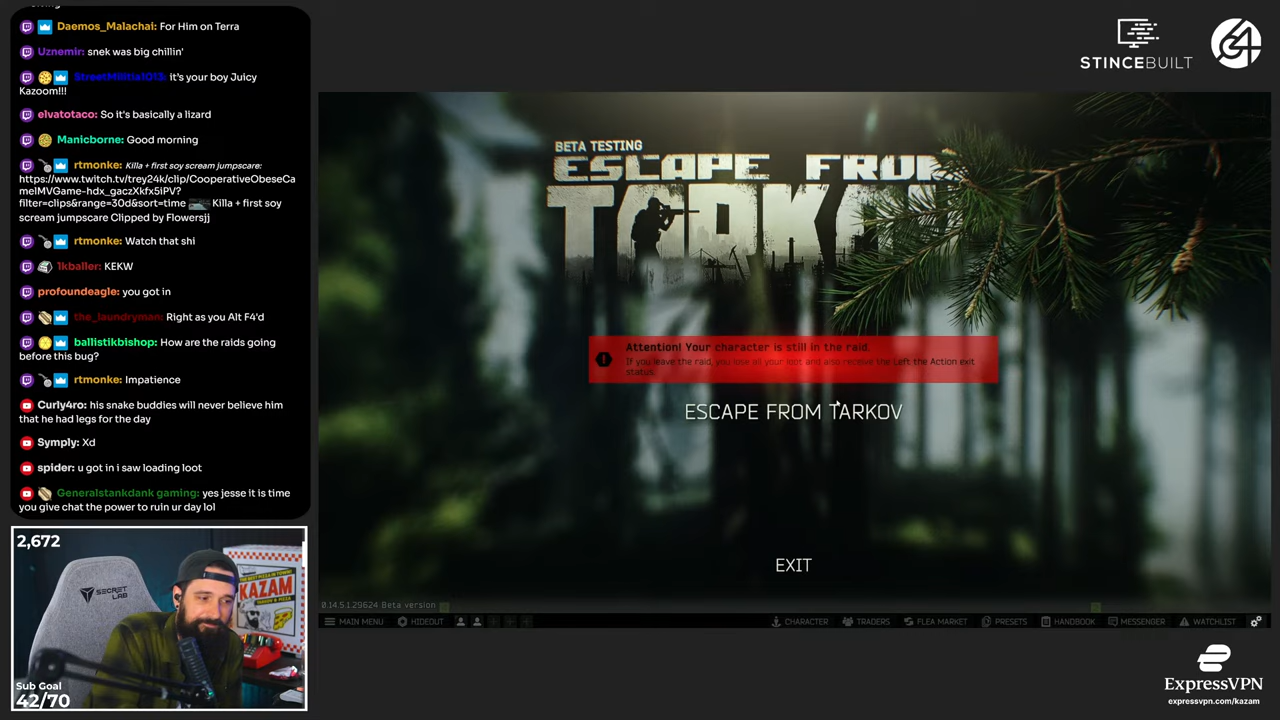 Daemos_Malachai: For Him on Terra
Uznemir: snek was big chillin'
StreetMilitia1013: it's your boy Juicy
Kazoom!!!
elvatotaco: So it's basically a lizard
Manicborne: Good morning
rtmonke: Killa + first soy scream jumpscare:
https://www.twitch.tv/trey24k/clip/CooperativeObeseCa
melMVGame-hdx_gaczXkfx5iPV?
filter=clips&range=30d&sort=time Killa + first soy
scream jumpscare Clipped by Flowersjj
rtmonke: Watch that shi
1kballer: KEKW
profoundeagle: you got in
the_laundryman: Right as you Alt F4'd
ballistikbishop: How are the raids going
before this bug?
rtmonke: Impatience
Curly4ro: his snake buddies will never believe him
that he had legs for the day
Symply: Xd
spider: u got in i saw loading loot
Generalstankdank gaming: yes jesse it is time
you give chat the power to ruin ur day lol
2,672
SECRET
LAB
KAZAM
Sub Goal
42/70
STINCEBUILT
G4
BETA TESTING
ESCAPE FROM
TARKOV
Attention! Your character is still in the raid.
If you leave the raid, you lose all your loot and also receive the Left the Action exit
status.
ESCAPE FROM TARKOV
EXIT
0.14.5.1.29624 Beta version
MAIN MENU
HIDEOUT
CHARACTER
TRADERS
FLEA MARKET
PRESETS
HANDBOOK
MESSENGER
WATCHLIST
ExpressVPN
expressvpn.com/kazam